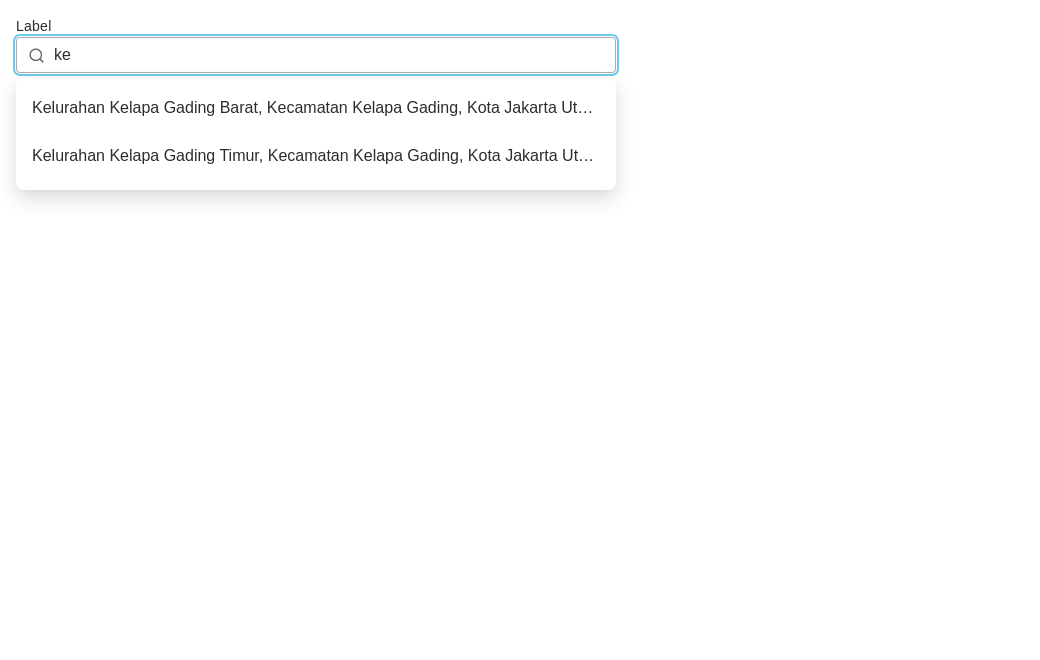 Label
ke
Kelurahan Kelapa Gading Barat, Kecamatan Kelapa Gading, Kota Jakarta Ut…
Kelurahan Kelapa Gading Timur, Kecamatan Kelapa Gading, Kota Jakarta Ut…